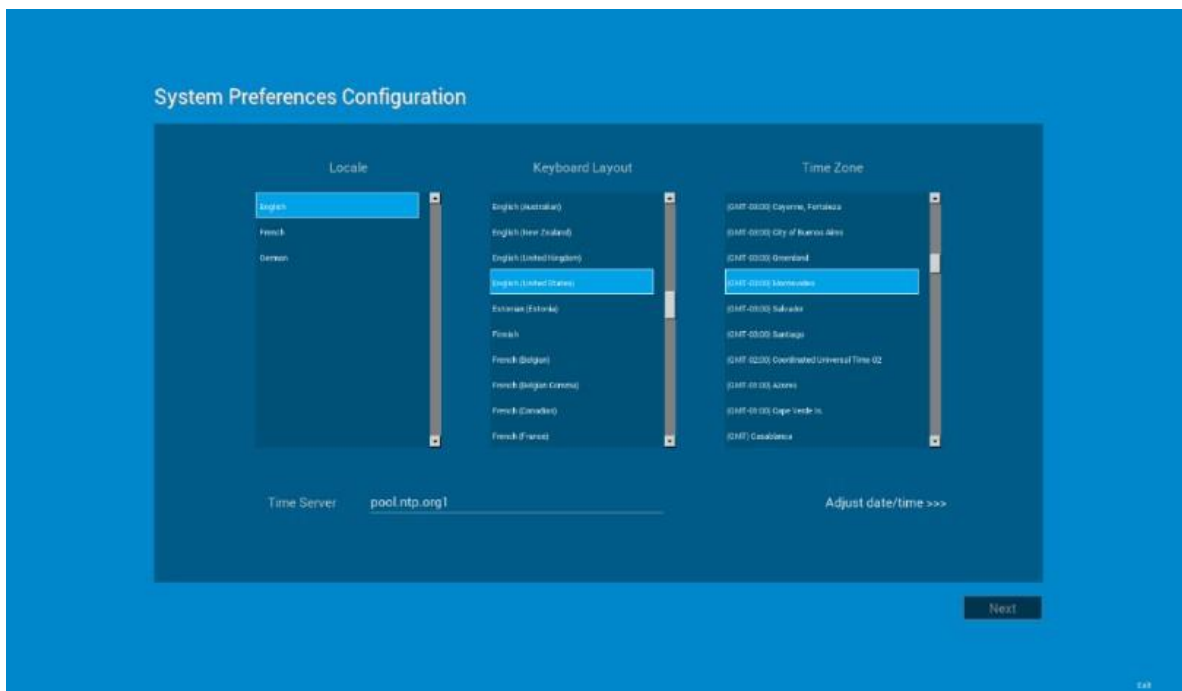 System Preferences Configuration
Locale
English
French
German
Keyboard Layout
English (Australian)
English (New Zealand)
English (United Kingdom)
English (United States)
Estonian (Estonia)
Finnish
French (Belgian)
French (Belgian Comma)
French (Canadian)
French (France)
Time Zone
(GMT-03:00) Cayenne, Fortaleza
(GMT-03:00) City of Buenos Aires
(GMT-03:00) Greenland
(GMT-03:00) Montevideo
(GMT-03:00) Salvador
(GMT-03:00) Santiago
(GMT-02:00) Coordinated Universal Time-02
(GMT-01:00) Azores
(GMT-01:00) Cape Verde Is.
(GMT) Casablanca
Time Server pool.ntp.org1
Adjust date/time >>>
Next
Exit